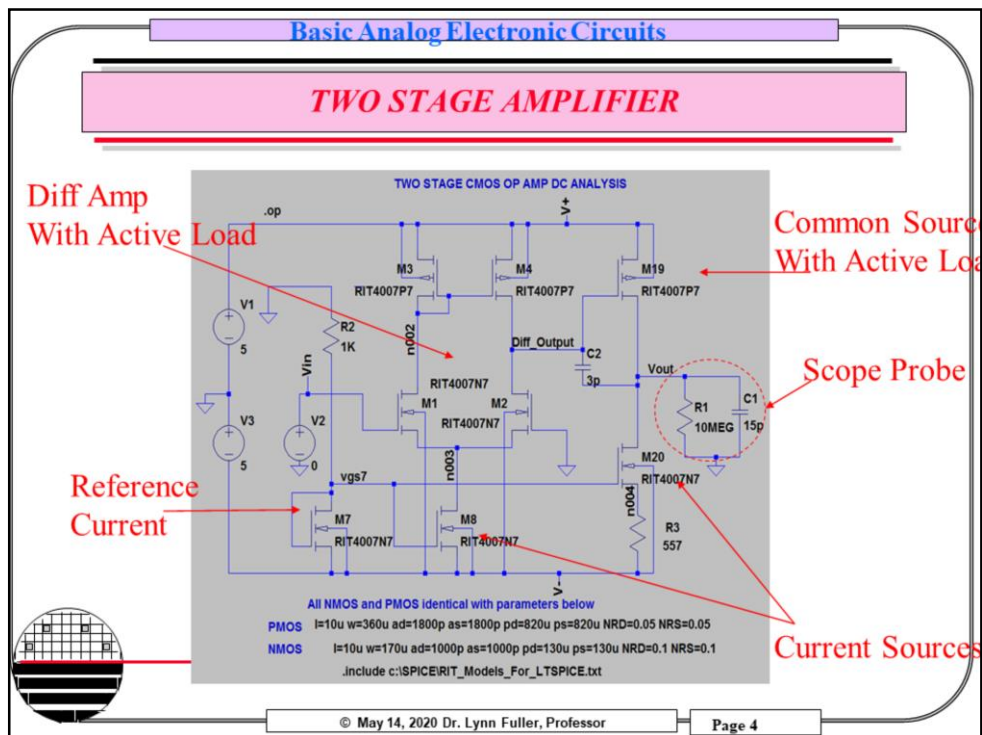 Basic Analog Electronic Circuits
TWO STAGE AMPLIFIER
Diff Amp
With Active Load
TWO STAGE CMOS OP AMP DC ANALYSIS
.op
V+
Common Source
With Active Loa
M3
RIT4007P7
M4
RIT4007P7
M19
RIT4007P7
V1
5
R2
1K
n002
Diff_Output
C2
3p
Vout
Scope Probe
Vin
RIT4007N7
M1
M2
RIT4007N7
R1
10MEG
C1
15p
V3
5
V2
0
n003
M20
RIT4007N7
vgs7
n004
Reference
Current
M7
RIT4007N7
M8
RIT4007N7
R3
557
V-
All NMOS and PMOS identical with parameters below
PMOS l=10u w=360u ad=1800p as=1800p pd=820u ps=820u NRD=0.05 NRS=0.05
NMOS l=10u w=170u ad=1000p as=1000p pd=130u ps=130u NRD=0.1 NRS=0.1
.include c:\SPICE\RIT_Models_For_LTSPICE.txt
Current Sources
© May 14, 2020 Dr. Lynn Fuller, Professor
Page 4